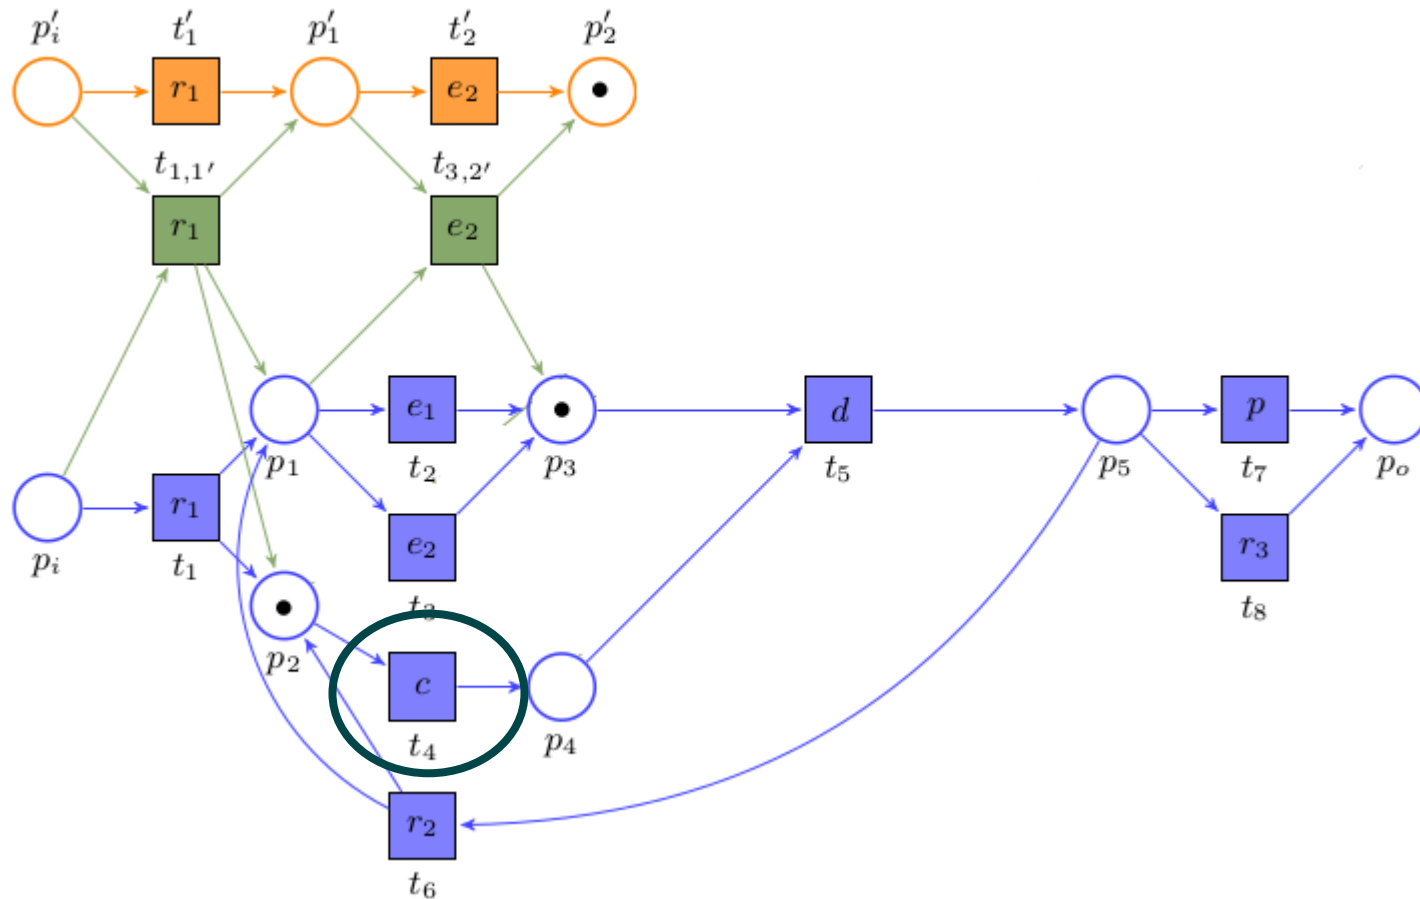 p′ᵢ t′₁ p′₁ t′₂ p′₂
r₁ e₂
t₁,₁′ t₃,₂′
r₁ e₂
e₁ d p
p₁ t₂ p₃ t₅ p₅ t₇ pₒ
r₁ e₂ r₃
pᵢ t₁
t₃ t₈
p₂
c
t₄ p₄
r₂
t₆